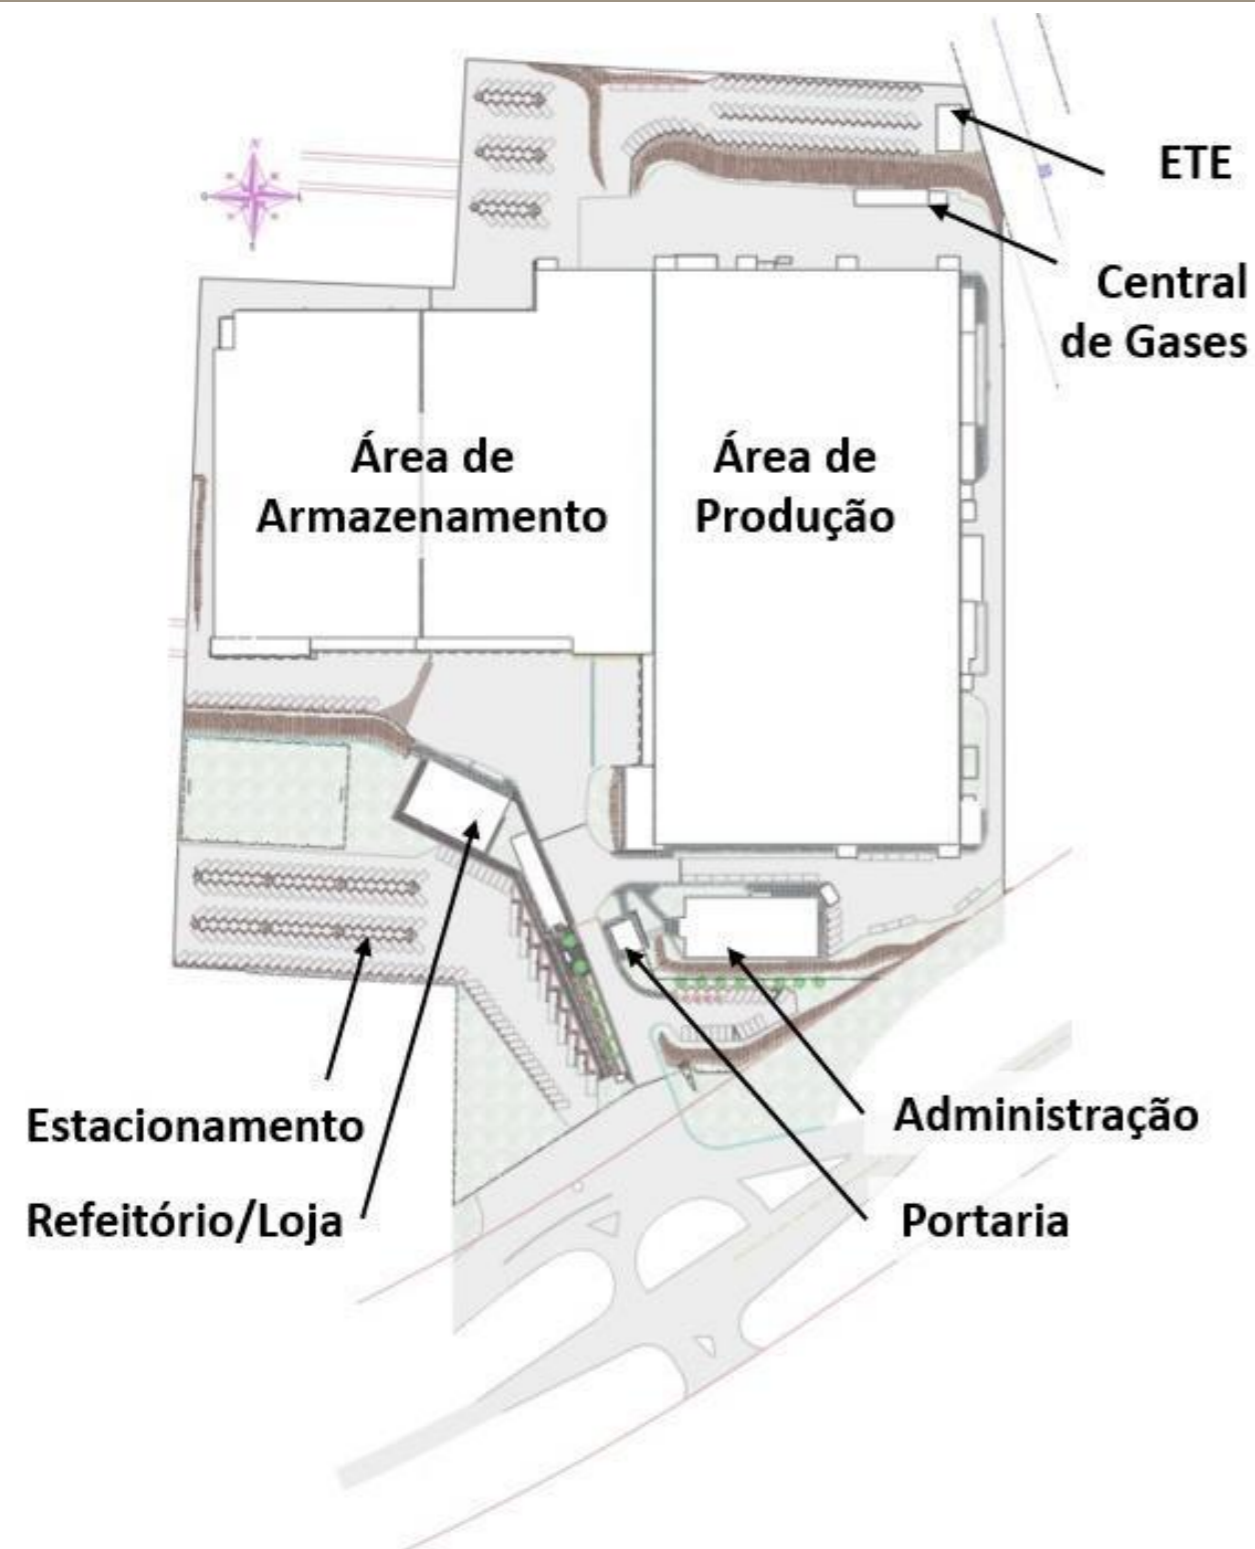 ETE
Central
de Gases
Área de
Armazenamento
Área de
Produção
Estacionamento
Refeitório/Loja
Administração
Portaria